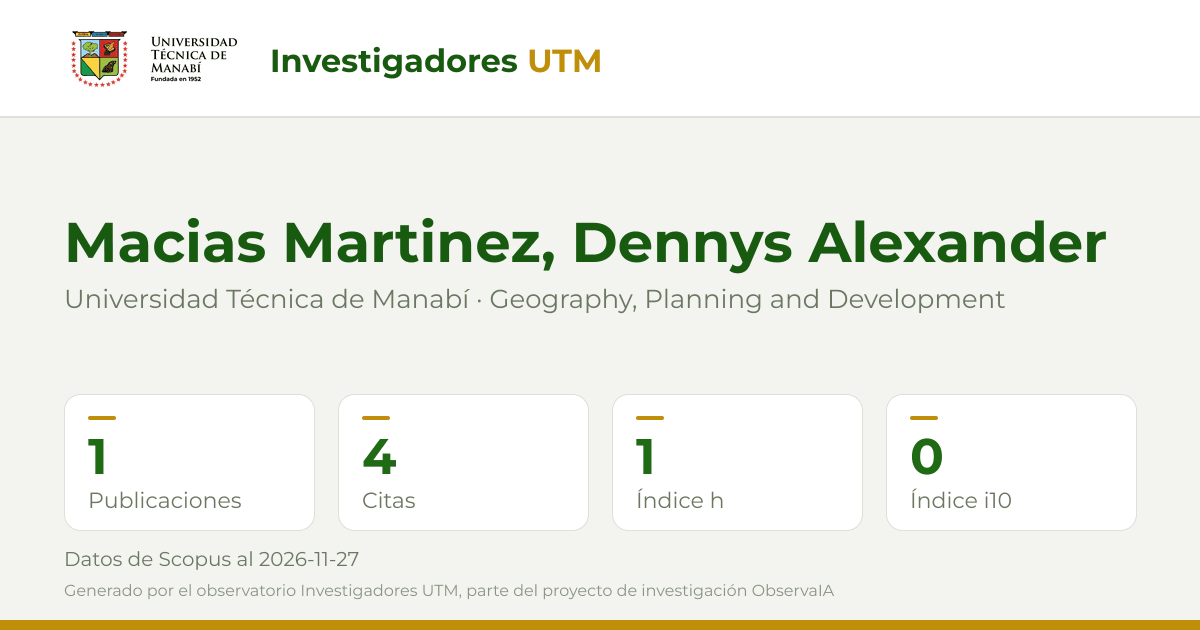 UNIVERSIDAD
TÉCNICA DE
MANABÍ
Fundada en 1952
Investigadores UTM
Macias Martinez, Dennys Alexander
Universidad Técnica de Manabí · Geography, Planning and Development
1
Publicaciones
4
Citas
1
Índice h
0
Índice i10
Datos de Scopus al 2026-11-27
Generado por el observatorio Investigadores UTM, parte del proyecto de investigación ObservaIA